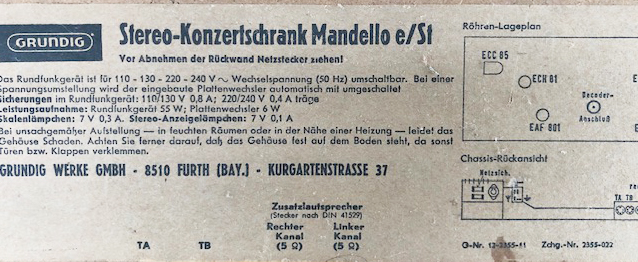 GRUNDIG
Stereo-Konzertschrank Mandello e/St
Vor Abnahmen der Rückwand Netzstecker ziehen!
Das Rundfunkgerät ist für 110 - 130 - 220 - 240 V ~ Wechselspannung (50 Hz) umschaltbar. Bei einer
Spannungsumstellung wird der eingebaute Plattenwechsler automatisch mit umgeschaltet
Sicherungen im Rundfunkgerät: 110/130 V 0,8 A; 220/240 V 0,4 A träge
Leistungsaufnahme: Rundfunkgerät 55 W; Plattenwechsler 6 W
Skalenlampen: 7 V 0,3 A. Stereo-Anzeigelämpchen: 7 V 0,1 A
Bei unsachgemäßer Aufstellung — in feuchten Räumen oder in der Nähe einer Heizung — leidet das
Gehäuse Schaden. Achten Sie ferner darauf, daß das Gehäuse fest auf dem Boden steht, da sonst
Türen bzw. Klappen verklemmen.
GRUNDIG WERKE GMBH - 8510 FÜRTH (BAY.) - KURGARTENSTRASSE 37
Zusatzlautsprecher
(Stecker nach DIN 41529)
Rechter Linker
Kanal Kanal
TA TB (5 Ω) (5 Ω)
Röhren-Lageplan
ECC 85
ECH 81
Decoder-
Anschluß
EAF 801
Chassis-Rückansicht
Netzsich.
TA TB
G-Nr. Zchg.-Nr. 2355-022